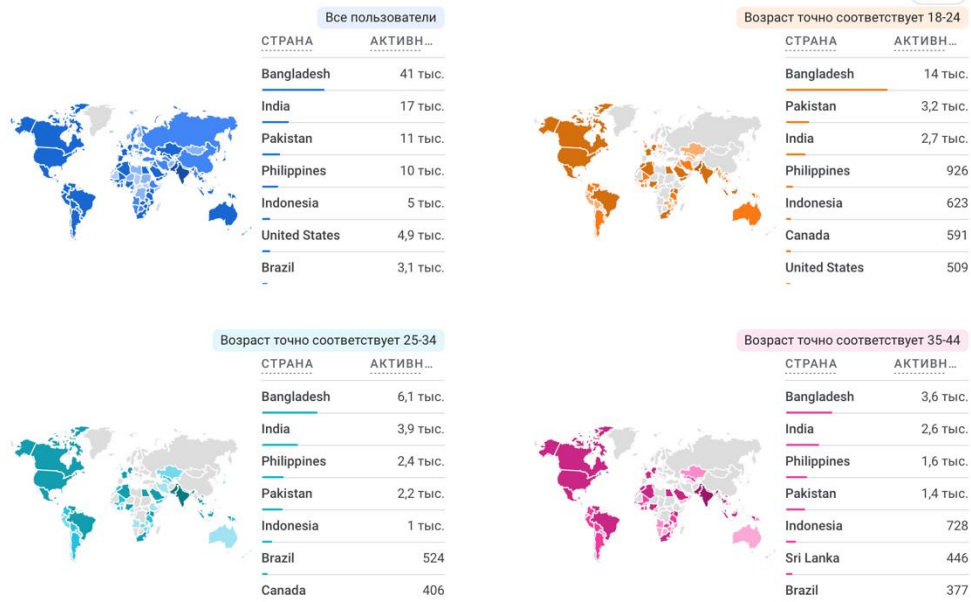 Все пользователи
СТРАНА АКТИВН...
Bangladesh 41 тыс.
India 17 тыс.
Pakistan 11 тыс.
Philippines 10 тыс.
Indonesia 5 тыс.
United States 4,9 тыс.
Brazil 3,1 тыс.
Возраст точно соответствует 18-24
СТРАНА АКТИВН...
Bangladesh 14 тыс.
Pakistan 3,2 тыс.
India 2,7 тыс.
Philippines 926
Indonesia 623
Canada 591
United States 509
Возраст точно соответствует 25-34
СТРАНА АКТИВН...
Bangladesh 6,1 тыс.
India 3,9 тыс.
Philippines 2,4 тыс.
Pakistan 2,2 тыс.
Indonesia 1 тыс.
Brazil 524
Canada 406
Возраст точно соответствует 35-44
СТРАНА АКТИВН...
Bangladesh 3,6 тыс.
India 2,6 тыс.
Philippines 1,6 тыс.
Pakistan 1,4 тыс.
Indonesia 728
Sri Lanka 446
Brazil 377